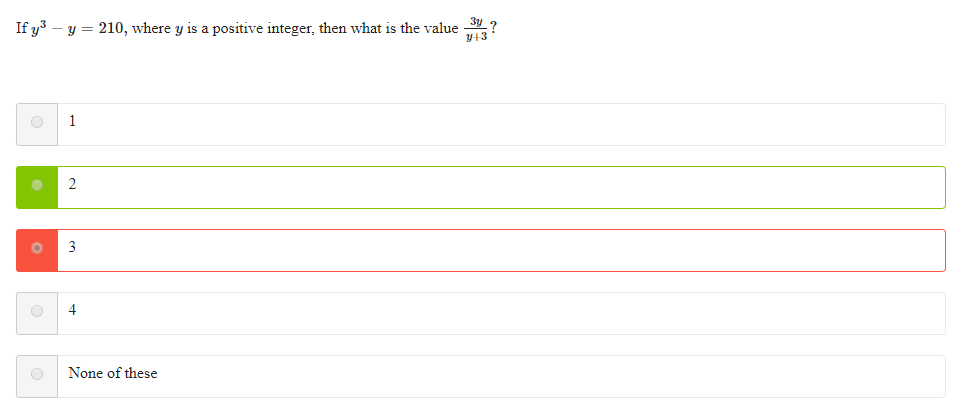 If y³ − y = 210, where y is a positive integer, then what is the value 3y/y+3 ?
1
2
3
4
None of these